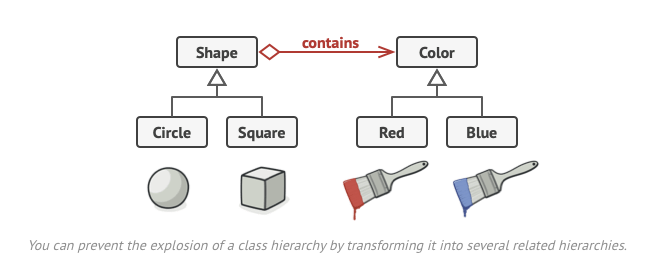 contains
Shape
Color
Circle
Square
Red
Blue
You can prevent the explosion of a class hierarchy by transforming it into several related hierarchies.